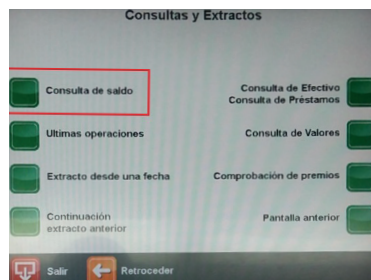 Consultas y Extractos
Consulta de saldo
Consulta de Efectivo
Consulta de Préstamos
Ultimas operaciones
Consulta de Valores
Extracto desde una fecha
Comprobación de premios
Continuación
extracto anterior
Pantalla anterior
Salir
Retroceder